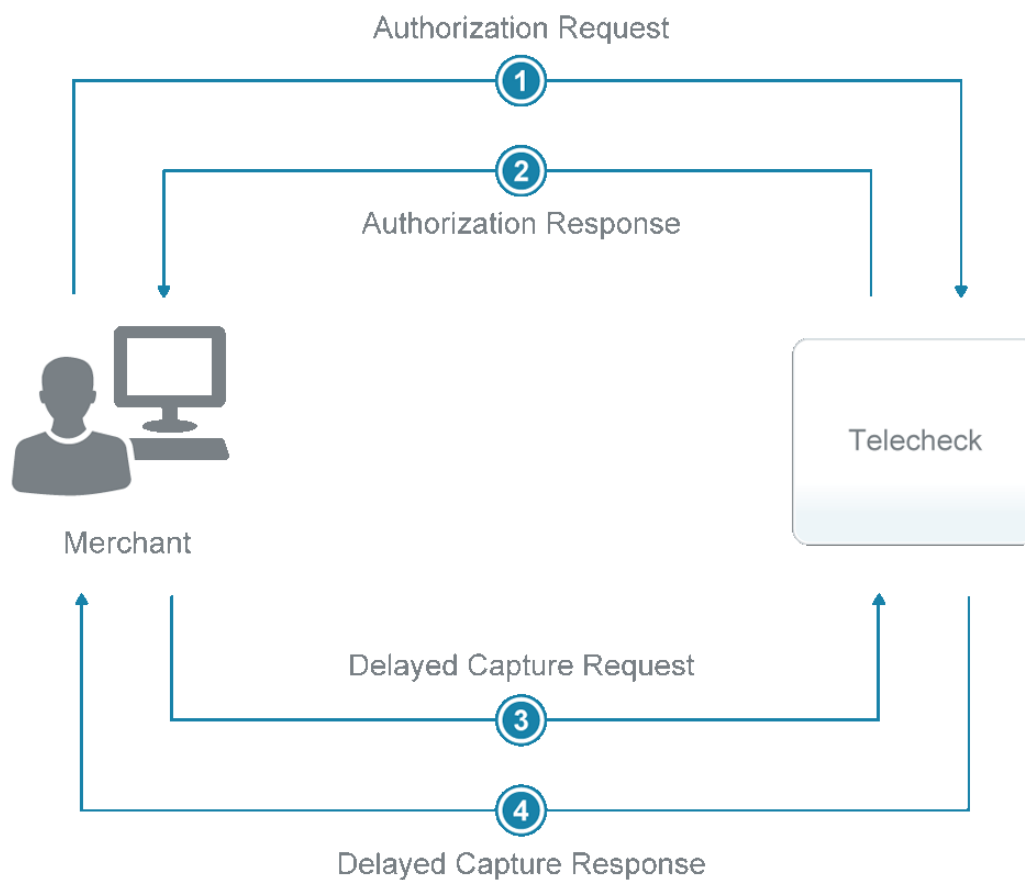 Authorization Request
1
2
Authorization Response
Telecheck
Merchant
Delayed Capture Request
3
4
Delayed Capture Response